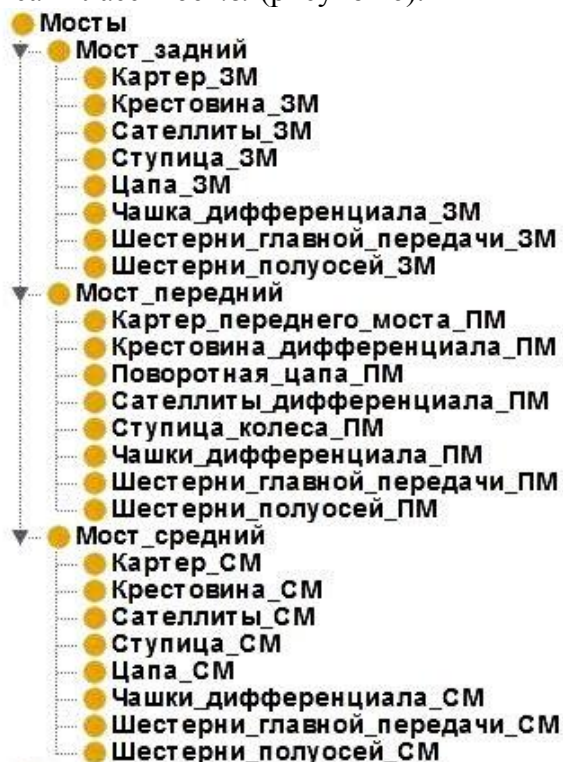 Мосты
Мост_задний
Картер_ЗМ
Крестовина_ЗМ
Сателлиты_ЗМ
Ступица_ЗМ
Цапа_ЗМ
Чашка_дифференциала_ЗМ
Шестерни_главной_передачи_ЗМ
Шестерни_полуосей_ЗМ
Мост_передний
Картер_переднего_моста_ПМ
Крестовина_дифференциала_ПМ
Поворотная_цапа_ПМ
Сателлиты_дифференциала_ПМ
Ступица_колеса_ПМ
Чашки_дифференциала_ПМ
Шестерни_главной_передачи_ПМ
Шестерни_полуосей_ПМ
Мост_средний
Картер_СМ
Крестовина_СМ
Сателлиты_СМ
Ступица_СМ
Цапа_СМ
Чашки_дифференциала_СМ
Шестерни_главной_передачи_СМ
Шестерни_полуосей_СМ